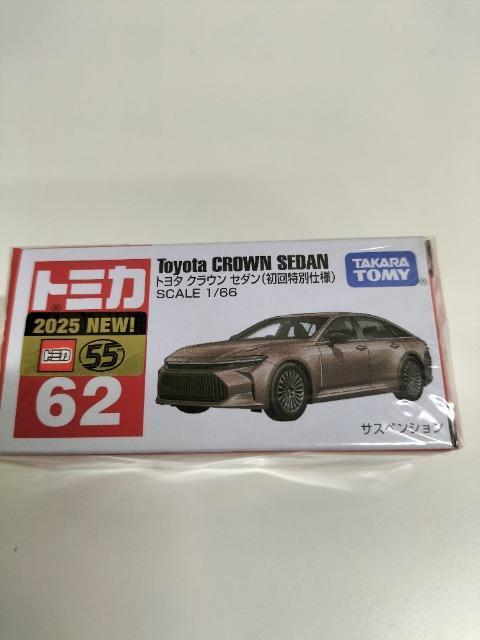 Toyota CROWN SEDAN
トヨタ クラウン セダン(初回特別仕様)
SCALE 1/66
TAKARA
TOMY®
トミカ®
2025 NEW!
トミカ 55
62
サスペンション